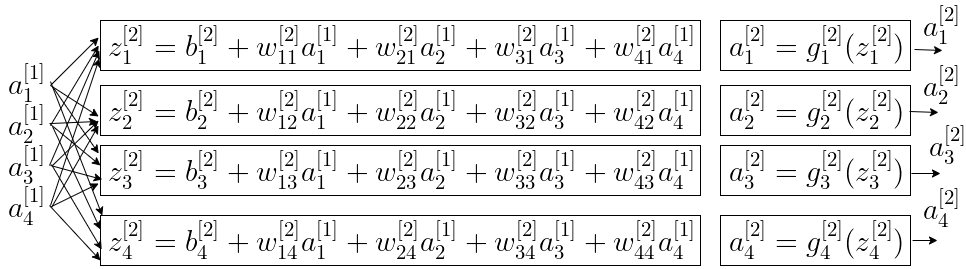 a_1^{[1]}
a_2^{[1]}
a_3^{[1]}
a_4^{[1]}
z_1^{[2]} = b_1^{[2]} + w_{11}^{[2]}a_1^{[1]} + w_{21}^{[2]}a_2^{[1]} + w_{31}^{[2]}a_3^{[1]} + w_{41}^{[2]}a_4^{[1]}
a_1^{[2]} = g_1^{[2]}(z_1^{[2]})
a_1^{[2]}
z_2^{[2]} = b_2^{[2]} + w_{12}^{[2]}a_1^{[1]} + w_{22}^{[2]}a_2^{[1]} + w_{32}^{[2]}a_3^{[1]} + w_{42}^{[2]}a_4^{[1]}
a_2^{[2]} = g_2^{[2]}(z_2^{[2]})
a_2^{[2]}
z_3^{[2]} = b_3^{[2]} + w_{13}^{[2]}a_1^{[1]} + w_{23}^{[2]}a_2^{[1]} + w_{33}^{[2]}a_3^{[1]} + w_{43}^{[2]}a_4^{[1]}
a_3^{[2]} = g_3^{[2]}(z_3^{[2]})
a_3^{[2]}
z_4^{[2]} = b_4^{[2]} + w_{14}^{[2]}a_1^{[1]} + w_{24}^{[2]}a_2^{[1]} + w_{34}^{[2]}a_3^{[1]} + w_{44}^{[2]}a_4^{[1]}
a_4^{[2]} = g_4^{[2]}(z_4^{[2]})
a_4^{[2]}